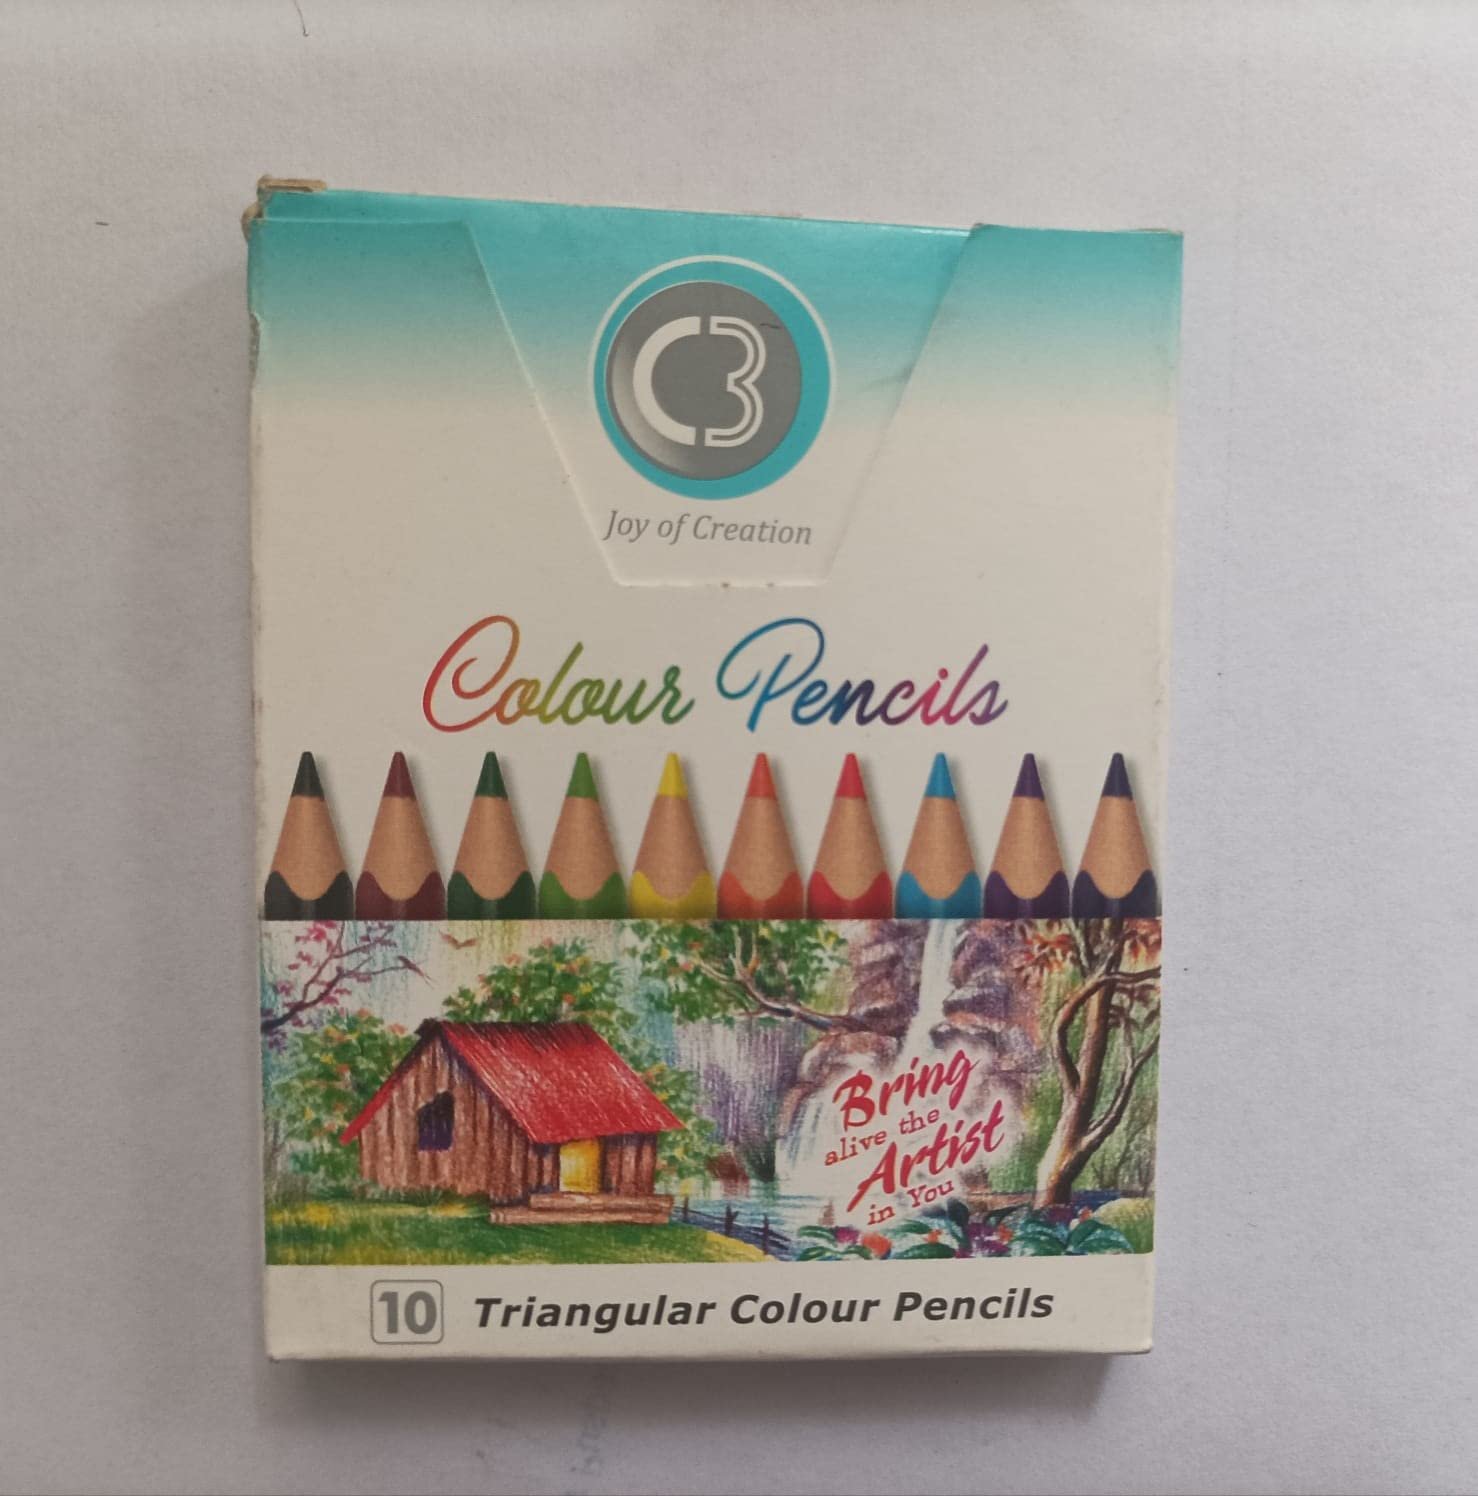 C3
Joy of Creation
Colour Pencils
Bring
alive the
Artist
in You
10 Triangular Colour Pencils